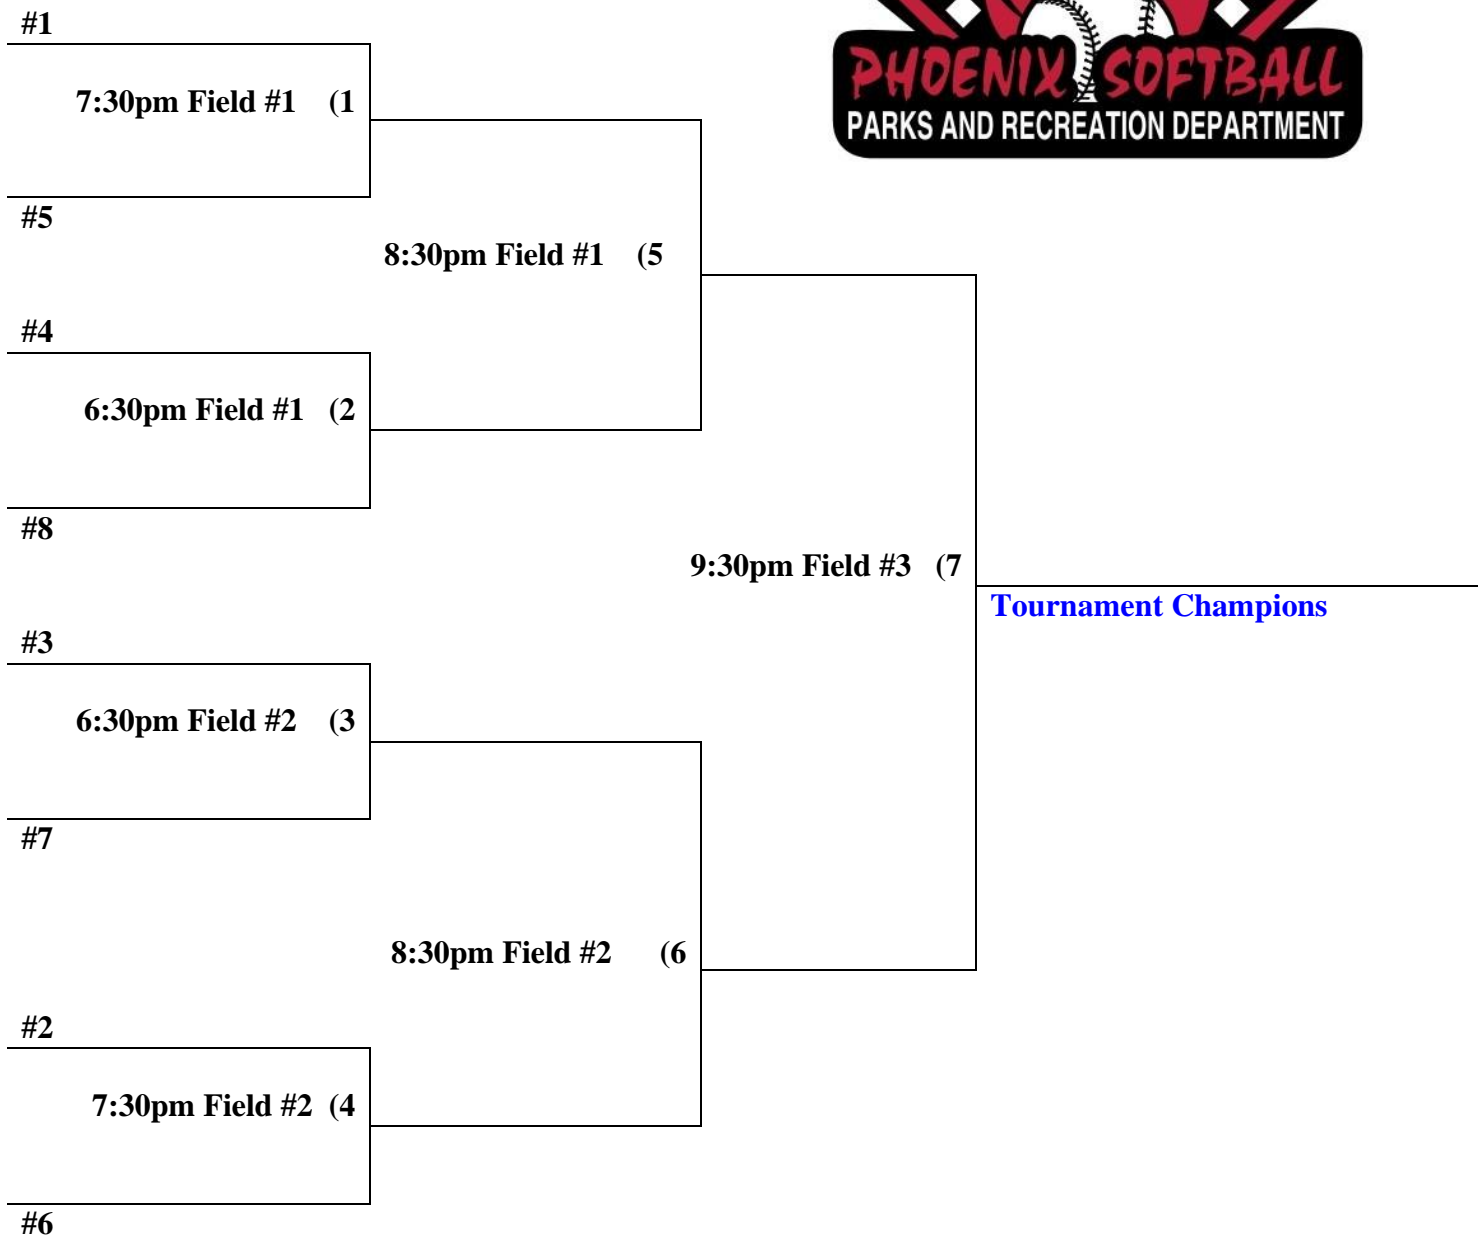 #1
PHOENIX SOFTBALL
7:30pm Field #1 (1
PARKS AND RECREATION DEPARTMENT
#5
8:30pm Field #1 (5
#4
6:30pm Field #1 (2
#8
9:30pm Field #3 (7
Tournament Champions
#3
6:30pm Field #2 (3
#7
8:30pm Field #2 (6
#2
7:30pm Field #2 (4
#6